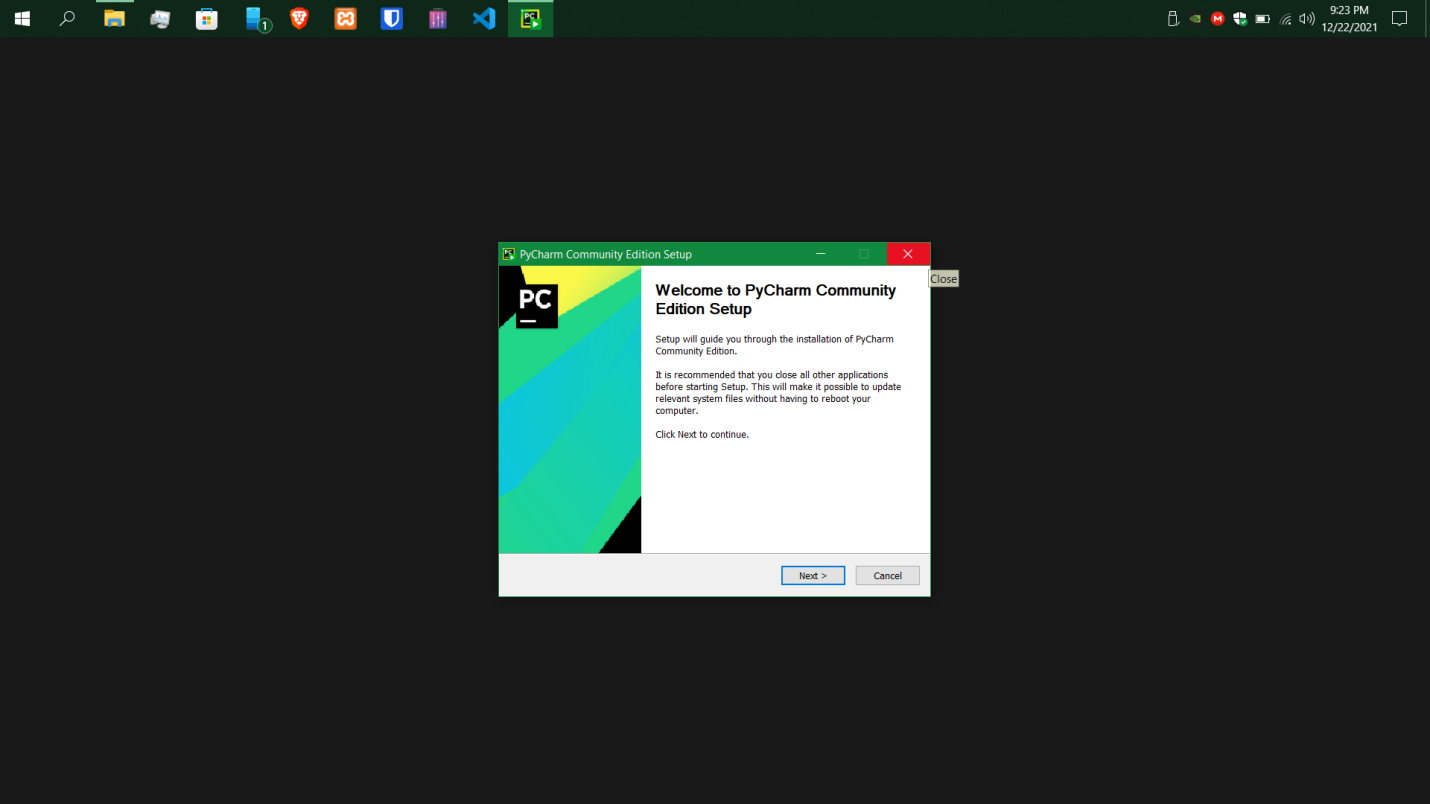 1
PC
M
9:23 PM
12/22/2021
PC
PyCharm Community Edition Setup
Close
PC
Welcome to PyCharm Community
Edition Setup
Setup will guide you through the installation of PyCharm
Community Edition.
It is recommended that you close all other applications
before starting Setup. This will make it possible to update
relevant system files without having to reboot your
computer.
Click Next to continue.
Next >
Cancel